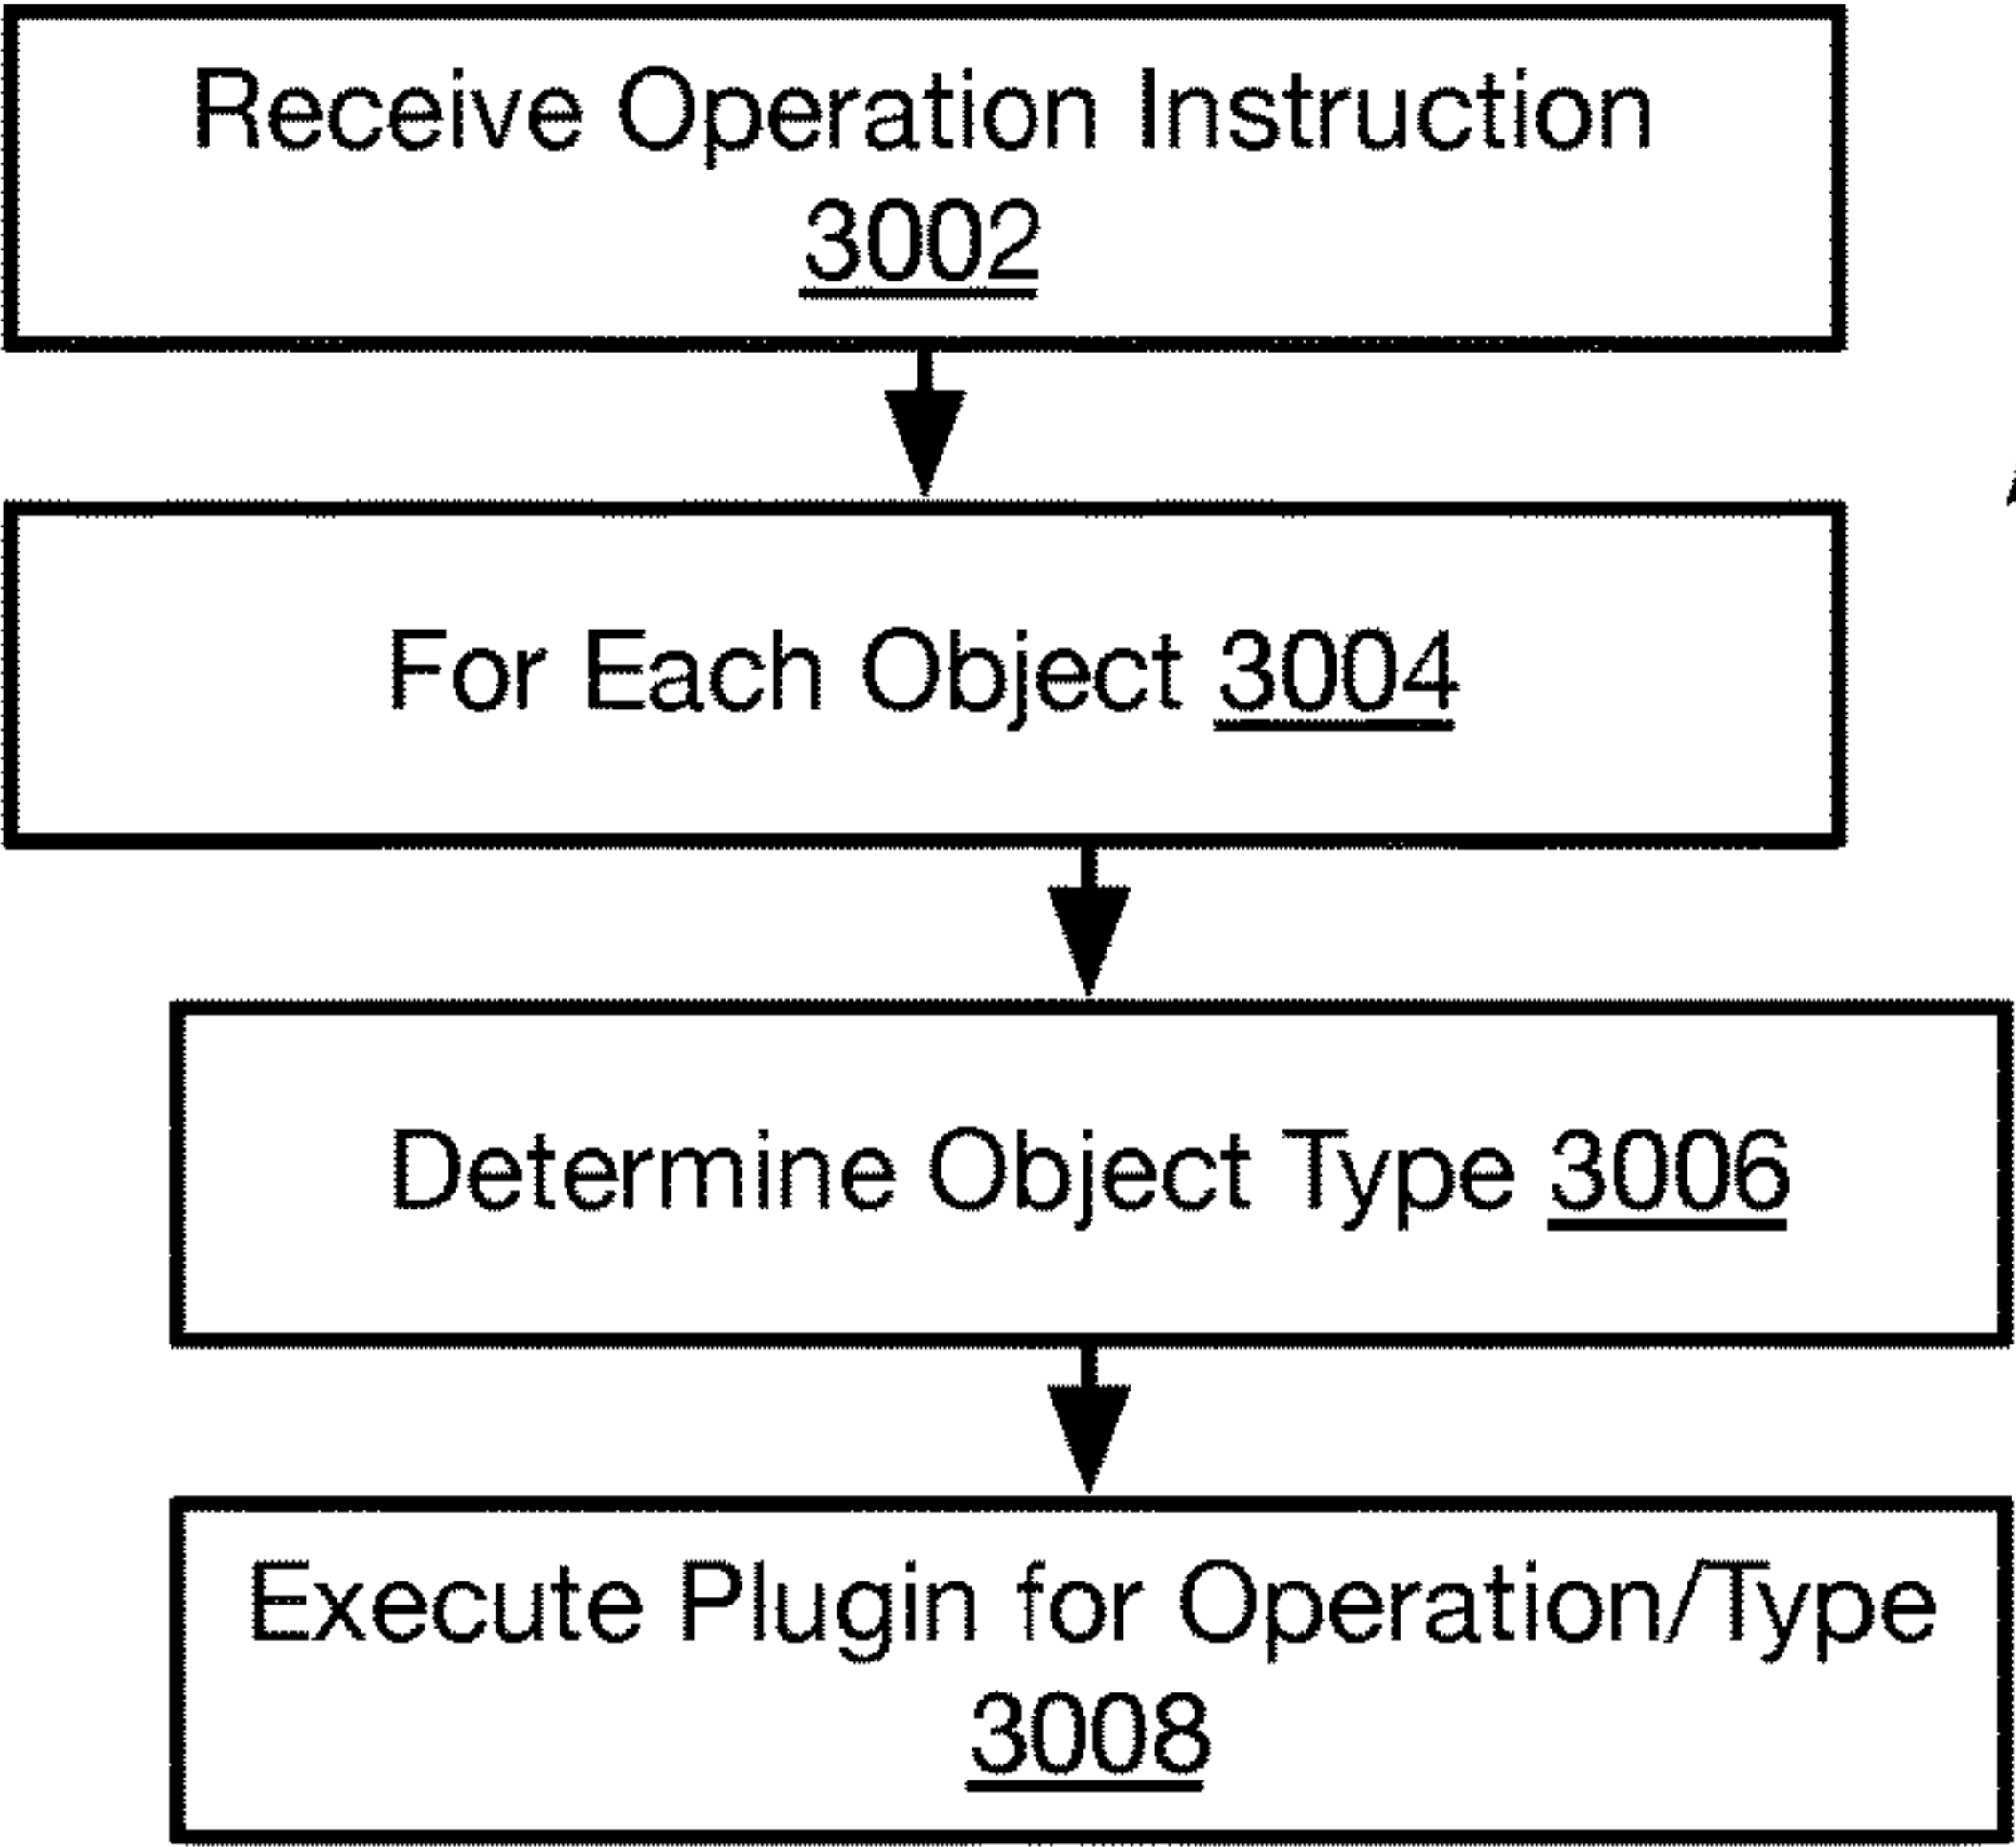 Receive Operation Instruction
3002
For Each Object 3004
Determine Object Type 3006
Execute Plugin for Operation/Type
3008